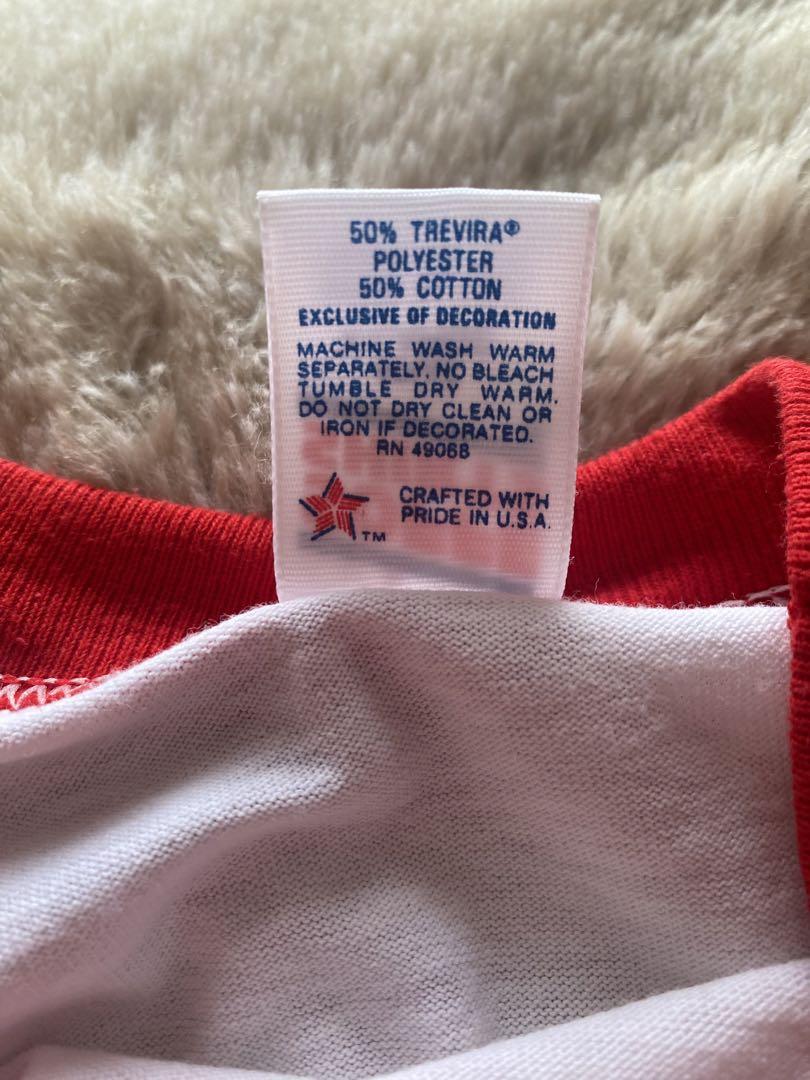 50% TREVIRA®
POLYESTER
50% COTTON
EXCLUSIVE OF DECORATION
MACHINE WASH WARM
SEPARATELY. NO BLEACH
TUMBLE DRY WARM.
DO NOT DRY CLEAN OR
IRON IF DECORATED.
RN 49068
CRAFTED WITH
PRIDE IN U.S.A.
TM